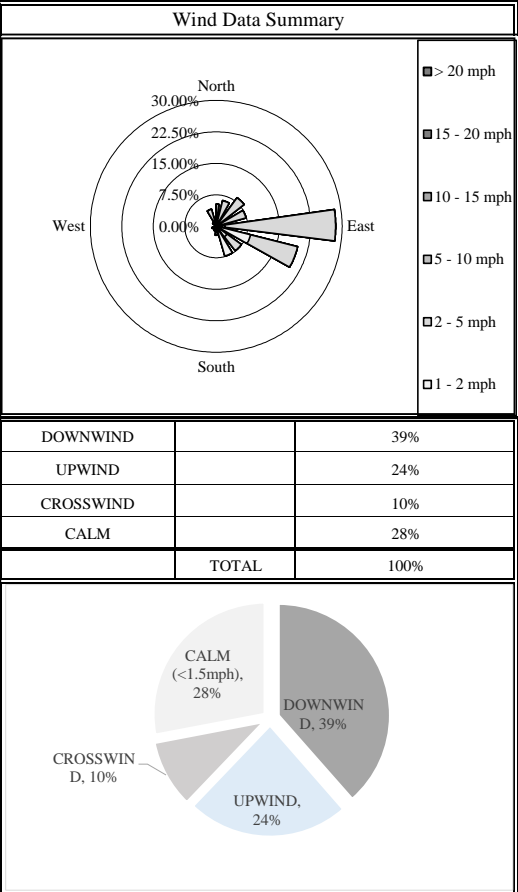 Wind Data Summary
North
30.00%
22.50%
15.00%
7.50%
0.00%
West
East
South
> 20 mph
15 - 20 mph
10 - 15 mph
5 - 10 mph
2 - 5 mph
1 - 2 mph
DOWNWIND 39%
UPWIND 24%
CROSSWIND 10%
CALM 28%
TOTAL 100%
CALM
(<1.5mph),
28%
DOWNWIN
D, 39%
CROSSWIN
D, 10%
UPWIND,
24%